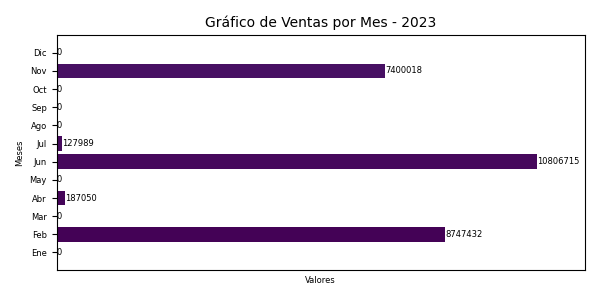 Gráfico de Ventas por Mes - 2023
Dic 0
Nov 7400018
Oct 0
Sep 0
Ago 0
Jul 127989
Jun 10806715
May 0
Abr 187050
Mar 0
Feb 8747432
Ene 0
Meses
Valores